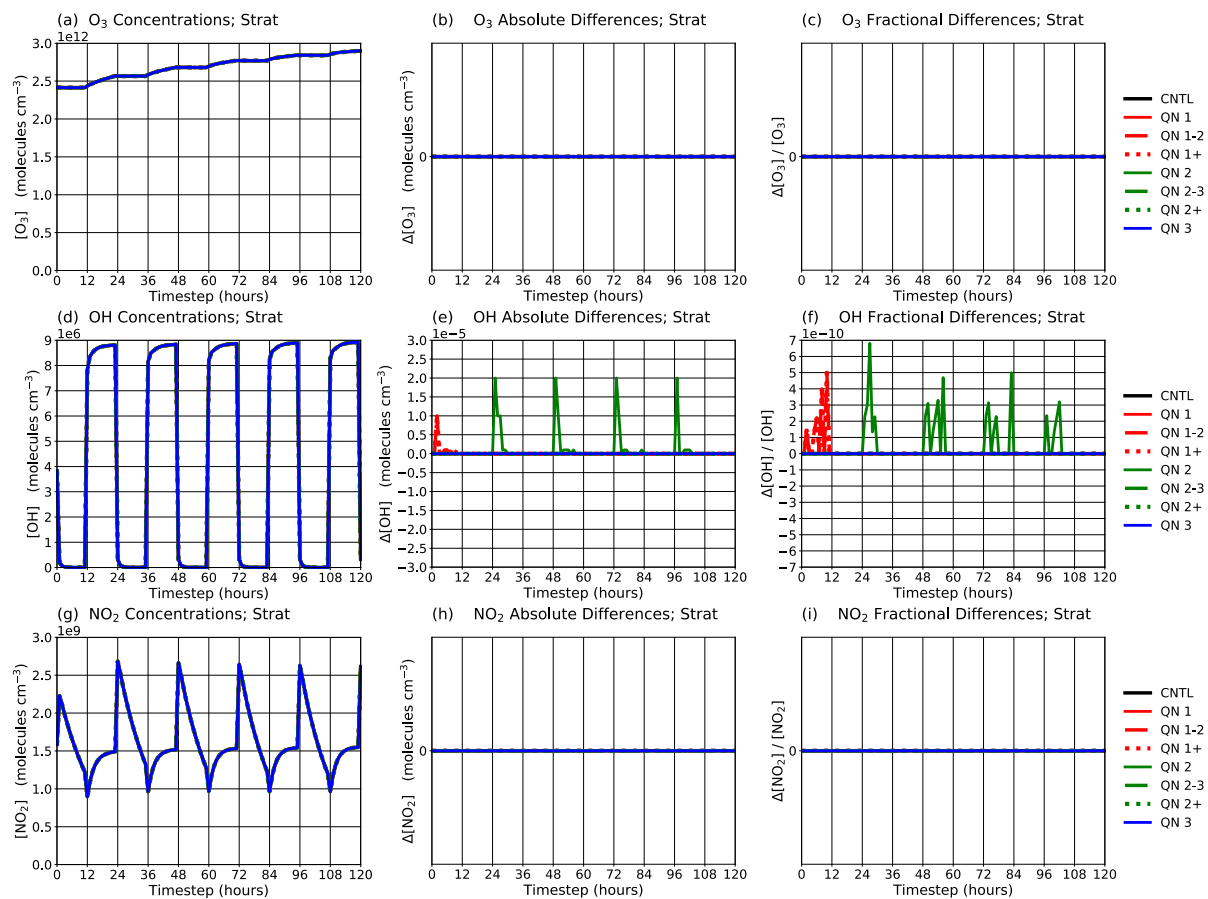 (a) O₃ Concentrations; Strat
(b) O₃ Absolute Differences; Strat
(c) O₃ Fractional Differences; Strat
1e12
3.0
2.5
2.0
1.5
1.0
0.5
0.0
[O₃] (molecules cm⁻³)
0 12 24 36 48 60 72 84 96 108 120
Timestep (hours)
0
Δ[O₃] (molecules cm⁻³)
0 12 24 36 48 60 72 84 96 108 120
Timestep (hours)
0
Δ[O₃] / [O₃]
0 12 24 36 48 60 72 84 96 108 120
Timestep (hours)
CNTL
QN 1
QN 1-2
QN 1+
QN 2
QN 2-3
QN 2+
QN 3
(d) OH Concentrations; Strat
(e) OH Absolute Differences; Strat
(f) OH Fractional Differences; Strat
1e6
9
8
7
6
5
4
3
2
1
0
[OH] (molecules cm⁻³)
0 12 24 36 48 60 72 84 96 108 120
Timestep (hours)
1e−5
3.0
2.5
2.0
1.5
1.0
0.5
0.0
−0.5
−1.0
−1.5
−2.0
−2.5
−3.0
Δ[OH] (molecules cm⁻³)
0 12 24 36 48 60 72 84 96 108 120
Timestep (hours)
1e−10
7
6
5
4
3
2
1
0
−1
−2
−3
−4
−5
−6
−7
Δ[OH] / [OH]
0 12 24 36 48 60 72 84 96 108 120
Timestep (hours)
CNTL
QN 1
QN 1-2
QN 1+
QN 2
QN 2-3
QN 2+
QN 3
(g) NO₂ Concentrations; Strat
(h) NO₂ Absolute Differences; Strat
(i) NO₂ Fractional Differences; Strat
1e9
3.0
2.5
2.0
1.5
1.0
0.5
0.0
[NO₂] (molecules cm⁻³)
0 12 24 36 48 60 72 84 96 108 120
Timestep (hours)
0
Δ[NO₂] (molecules cm⁻³)
0 12 24 36 48 60 72 84 96 108 120
Timestep (hours)
0
Δ[NO₂] / [NO₂]
0 12 24 36 48 60 72 84 96 108 120
Timestep (hours)
CNTL
QN 1
QN 1-2
QN 1+
QN 2
QN 2-3
QN 2+
QN 3